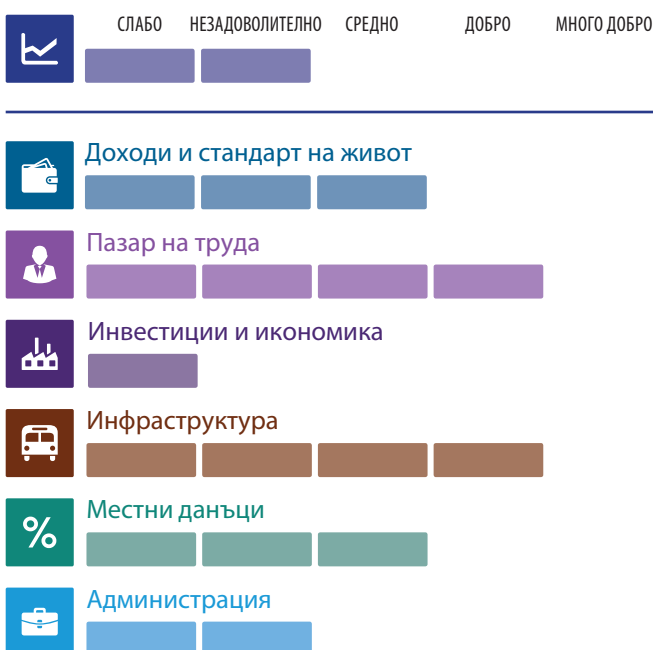 СЛАБО НЕЗАДОВОЛИТЕЛНО СРЕДНО ДОБРО МНОГО ДОБРО
Доходи и стандарт на живот
Пазар на труда
Инвестиции и икономика
Инфраструктура
Местни данъци
%
Администрация